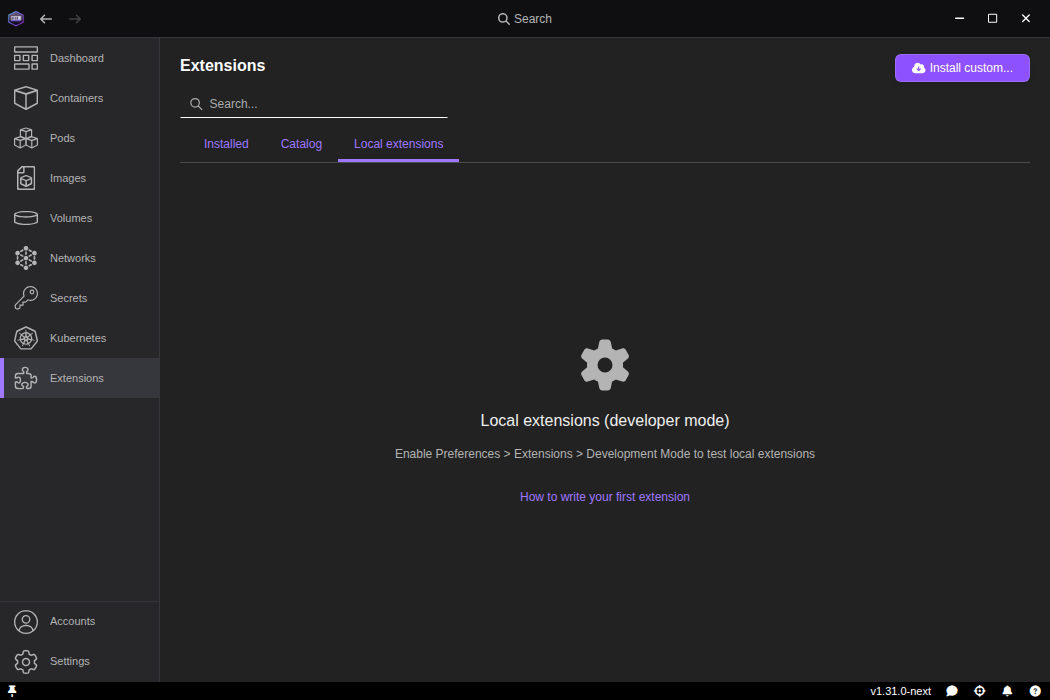 Search
Dashboard
Containers
Pods
Images
Volumes
Networks
Secrets
Kubernetes
Extensions
Accounts
Settings
Extensions
Install custom...
Search...
Installed Catalog Local extensions
Local extensions (developer mode)
Enable Preferences > Extensions > Development Mode to test local extensions
How to write your first extension
v1.31.0-next